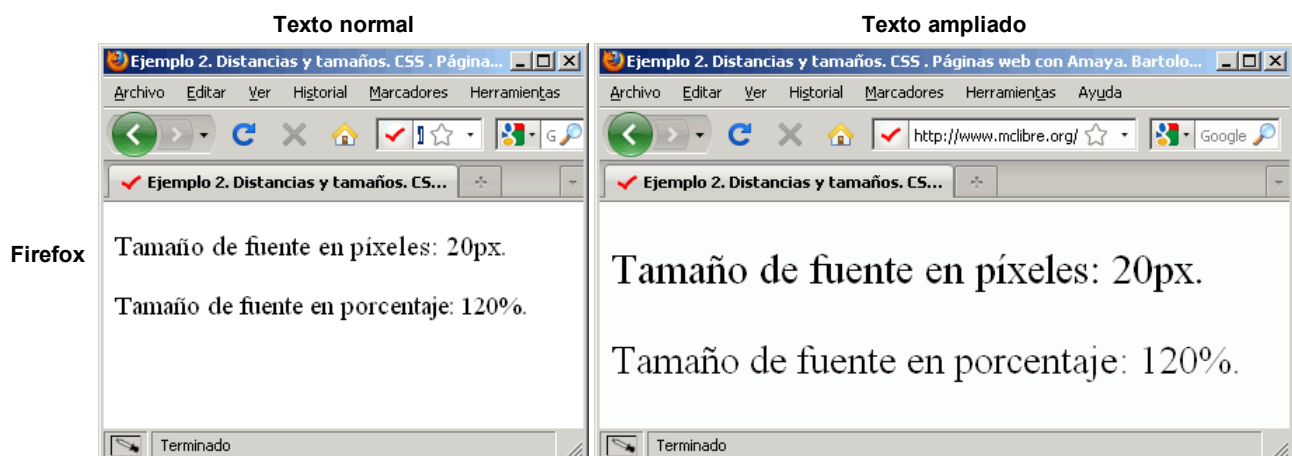 Texto normal
Texto ampliado
Firefox
Ejemplo 2. Distancias y tamaños. CSS . Página...
Archivo Editar Ver Historial Marcadores Herramientas
G
Ejemplo 2. Distancias y tamaños. CS...
Tamaño de fuente en píxeles: 20px.
Tamaño de fuente en porcentaje: 120%.
Terminado
Ejemplo 2. Distancias y tamaños. CSS . Páginas web con Amaya. Bartolo...
Archivo Editar Ver Historial Marcadores Herramientas Ayuda
http://www.mclibre.org/ Google
Ejemplo 2. Distancias y tamaños. CS...
Tamaño de fuente en píxeles: 20px.
Tamaño de fuente en porcentaje: 120%.
Terminado